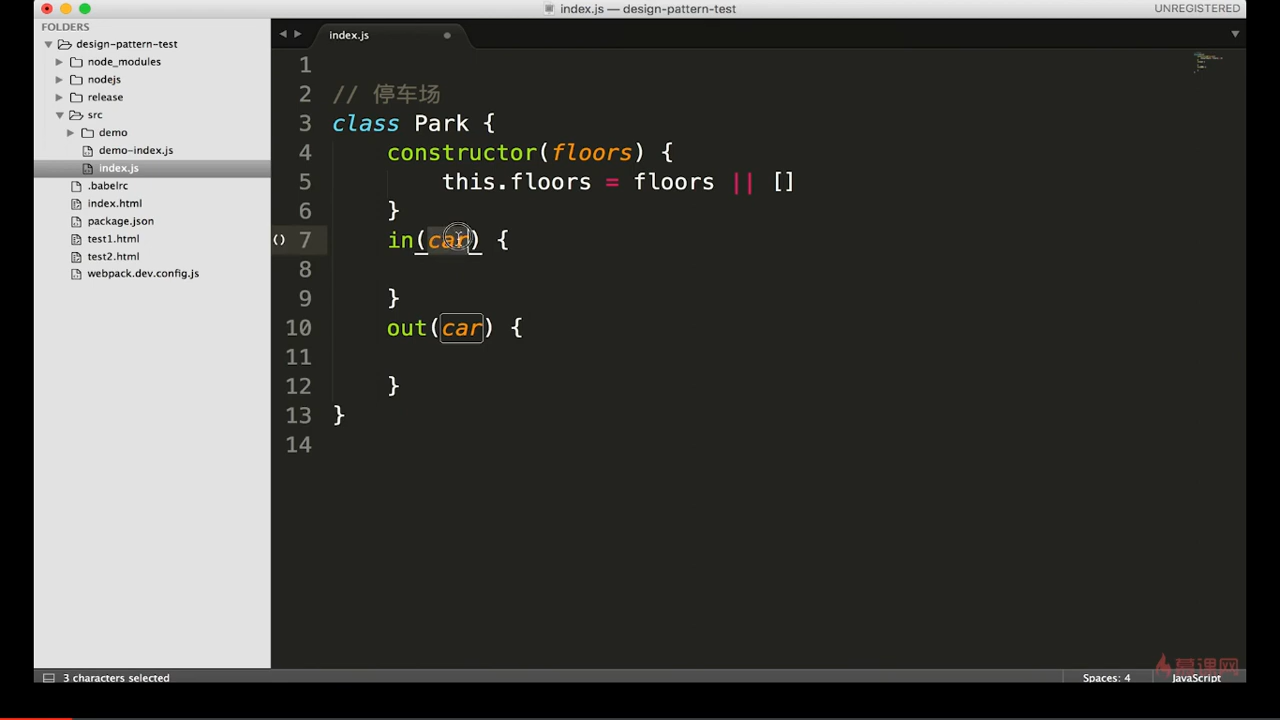 index.js — design-pattern-test
UNREGISTERED
FOLDERS
design-pattern-test
node_modules
nodejs
release
src
demo
demo-index.js
index.js
.babelrc
index.html
package.json
test1.html
test2.html
webpack.dev.config.js
index.js
1
2 // 停车场
3 class Park {
4 constructor(floors) {
5 this.floors = floors || []
6 }
() 7 in(car) {
8
9 }
10 out(car) {
11
12 }
13 }
14
慕课网
3 characters selected
Spaces: 4
JavaScript